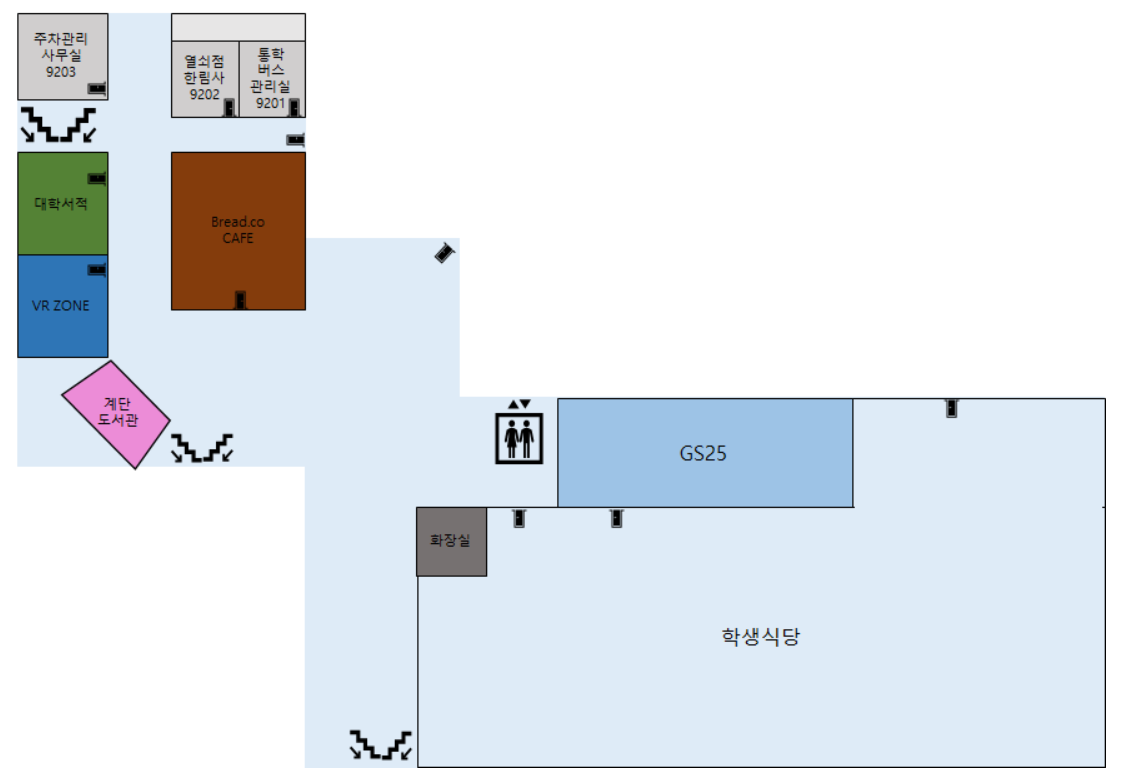 주차관리
사무실
9203
열쇠점
한림사
9202
통학
버스
관리실
9201
대학서적
Bread.co
CAFE
VR ZONE
계단
도서관
GS25
화장실
학생식당